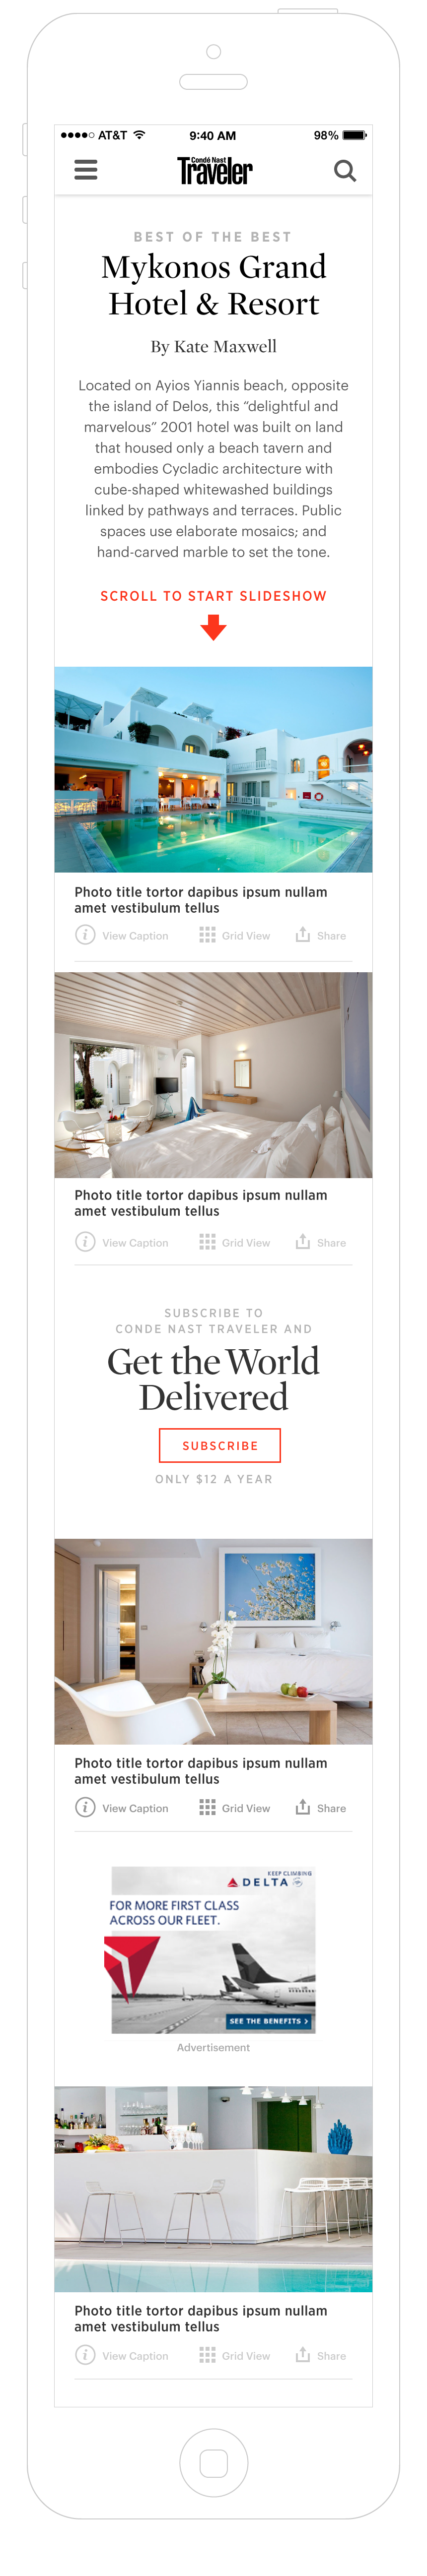 AT&T
9:40 AM
98%
Condé Nast
Traveler
BEST OF THE BEST
Mykonos Grand
Hotel & Resort
By Kate Maxwell
Located on Ayios Yiannis beach, opposite
the island of Delos, this “delightful and
marvelous” 2001 hotel was built on land
that housed only a beach tavern and
embodies Cycladic architecture with
cube-shaped whitewashed buildings
linked by pathways and terraces. Public
spaces use elaborate mosaics; and
hand-carved marble to set the tone.
SCROLL TO START SLIDESHOW
Photo title tortor dapibus ipsum nullam
amet vestibulum tellus
View Caption
Grid View
Share
Photo title tortor dapibus ipsum nullam
amet vestibulum tellus
View Caption
Grid View
Share
SUBSCRIBE TO
CONDE NAST TRAVELER AND
Get the World
Delivered
SUBSCRIBE
ONLY $12 A YEAR
Photo title tortor dapibus ipsum nullam
amet vestibulum tellus
View Caption
Grid View
Share
KEEP CLIMBING
DELTA
FOR MORE FIRST CLASS
ACROSS OUR FLEET.
SEE THE BENEFITS >
Advertisement
Photo title tortor dapibus ipsum nullam
amet vestibulum tellus
View Caption
Grid View
Share